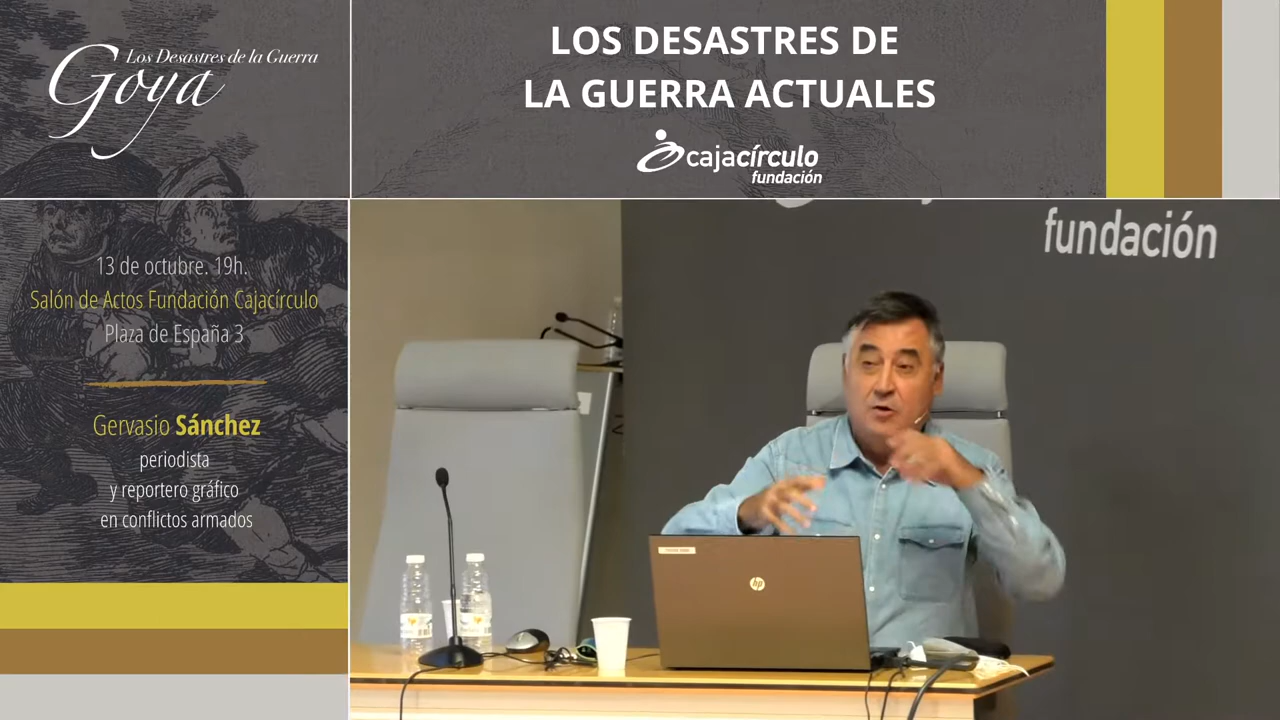 Los Desastres de la Guerra
Goya
LOS DESASTRES DE
LA GUERRA ACTUALES
cajacírculo
fundación
13 de octubre. 19h.
Salón de Actos Fundación Cajacírculo
Plaza de España 3
Gervasio Sánchez
periodista
y reportero gráfico
en conflictos armados
fundación
hp